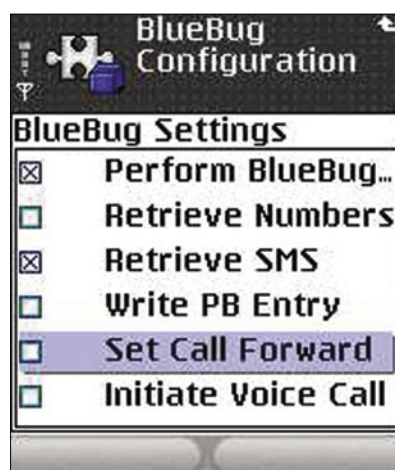 BlueBug
Configuration
BlueBug Settings
Perform BlueBug...
Retrieve Numbers
Retrieve SMS
Write PB Entry
Set Call Forward
Initiate Voice Call